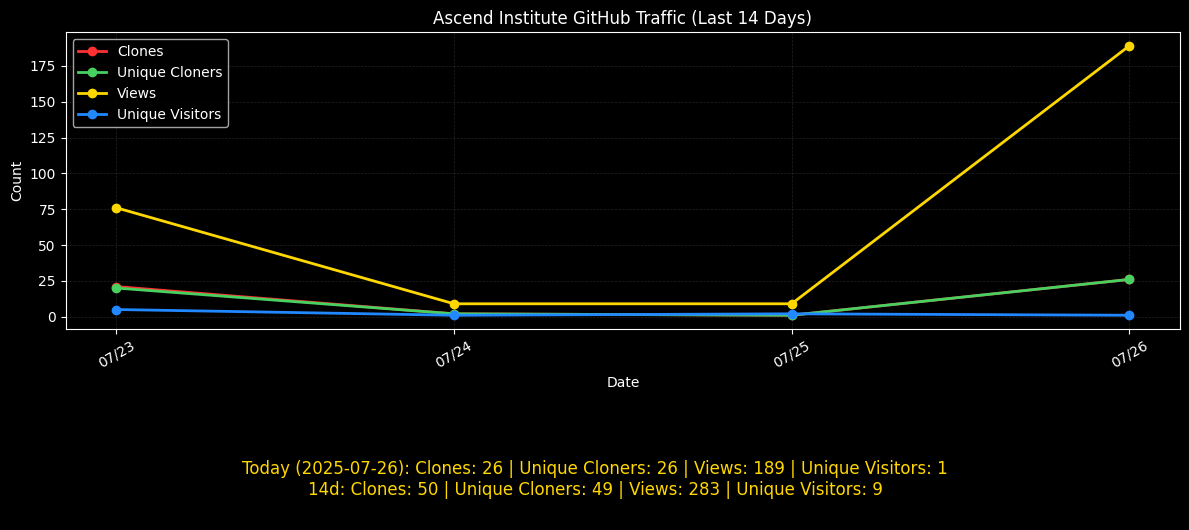 Ascend Institute GitHub Traffic (Last 14 Days)
Clones
Unique Cloners
Views
Unique Visitors
Count
175
150
125
100
75
50
25
0
07/23
07/24
07/25
07/26
Date
Today (2025-07-26): Clones: 26 | Unique Cloners: 26 | Views: 189 | Unique Visitors: 1
14d: Clones: 50 | Unique Cloners: 49 | Views: 283 | Unique Visitors: 9